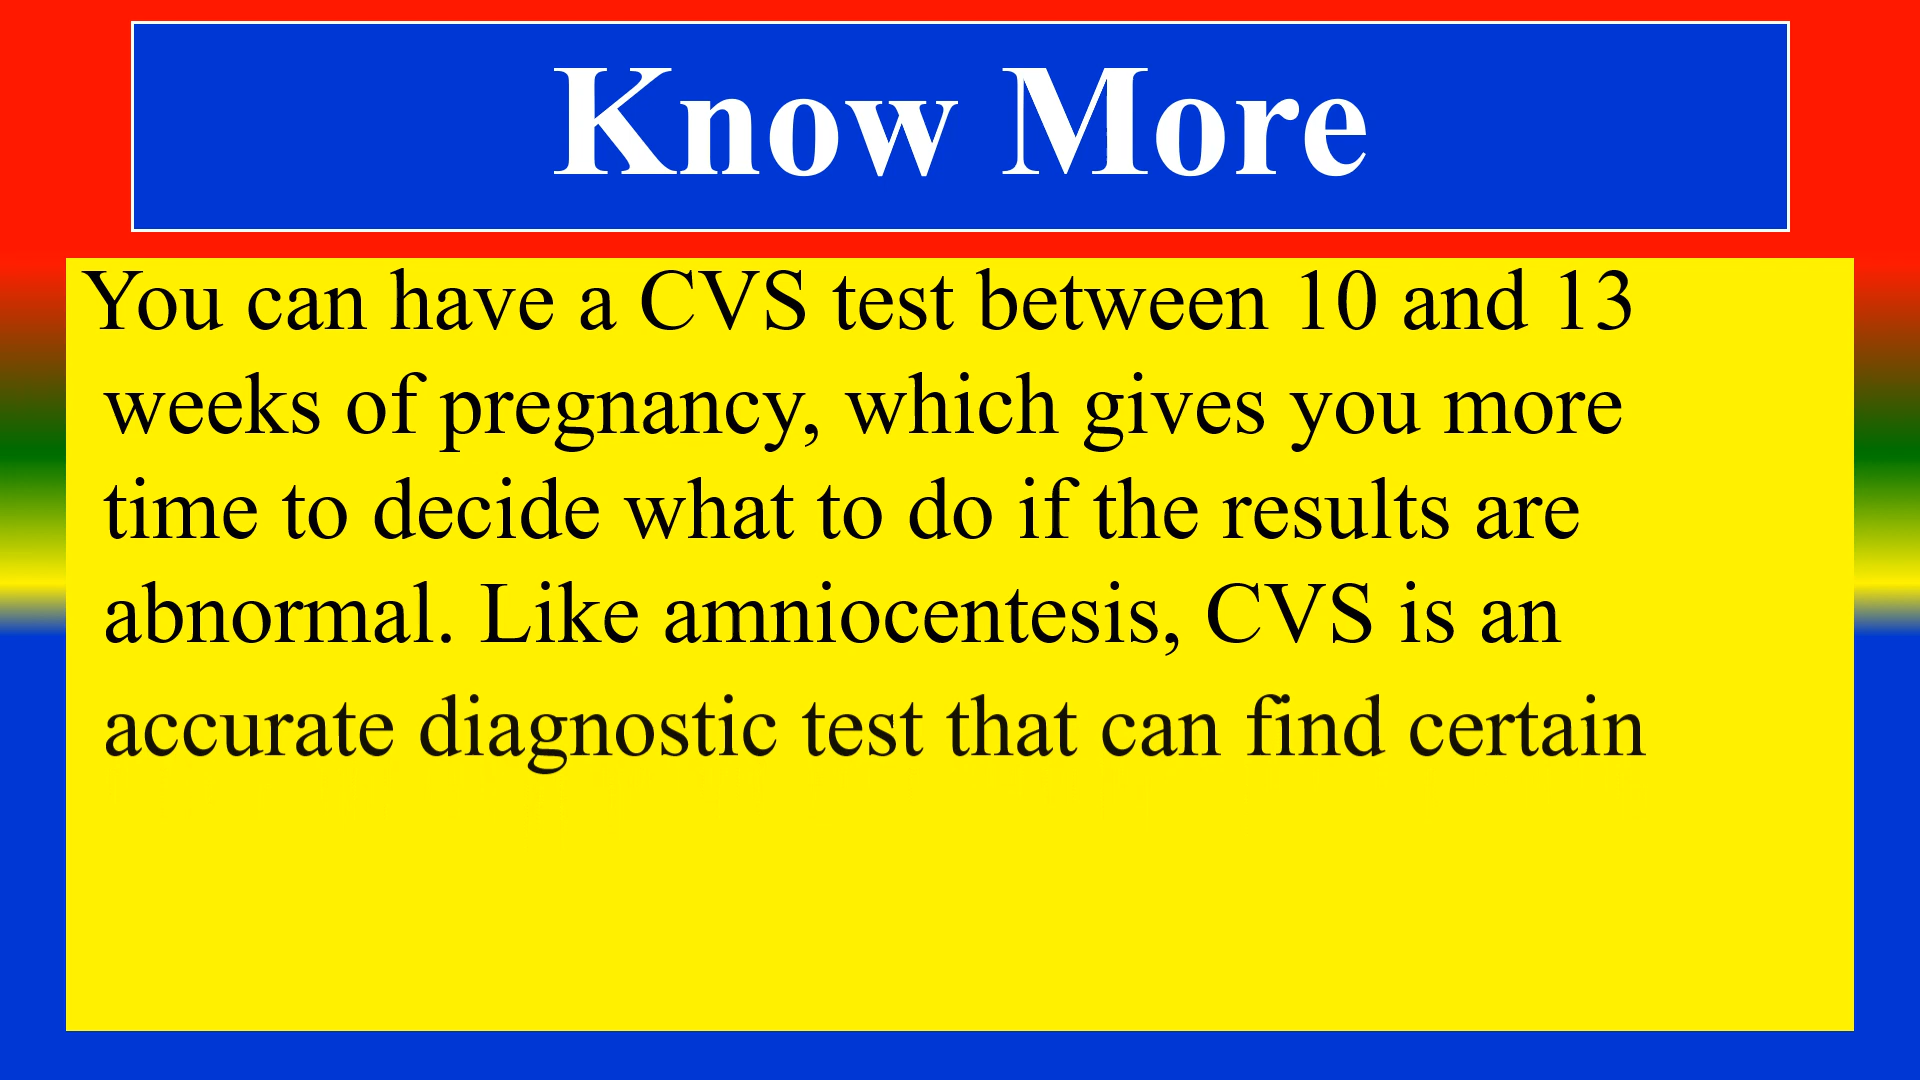 Know More
You can have a CVS test between 10 and 13
weeks of pregnancy, which gives you more
time to decide what to do if the results are
abnormal. Like amniocentesis, CVS is an
accurate diagnostic test that can find certain